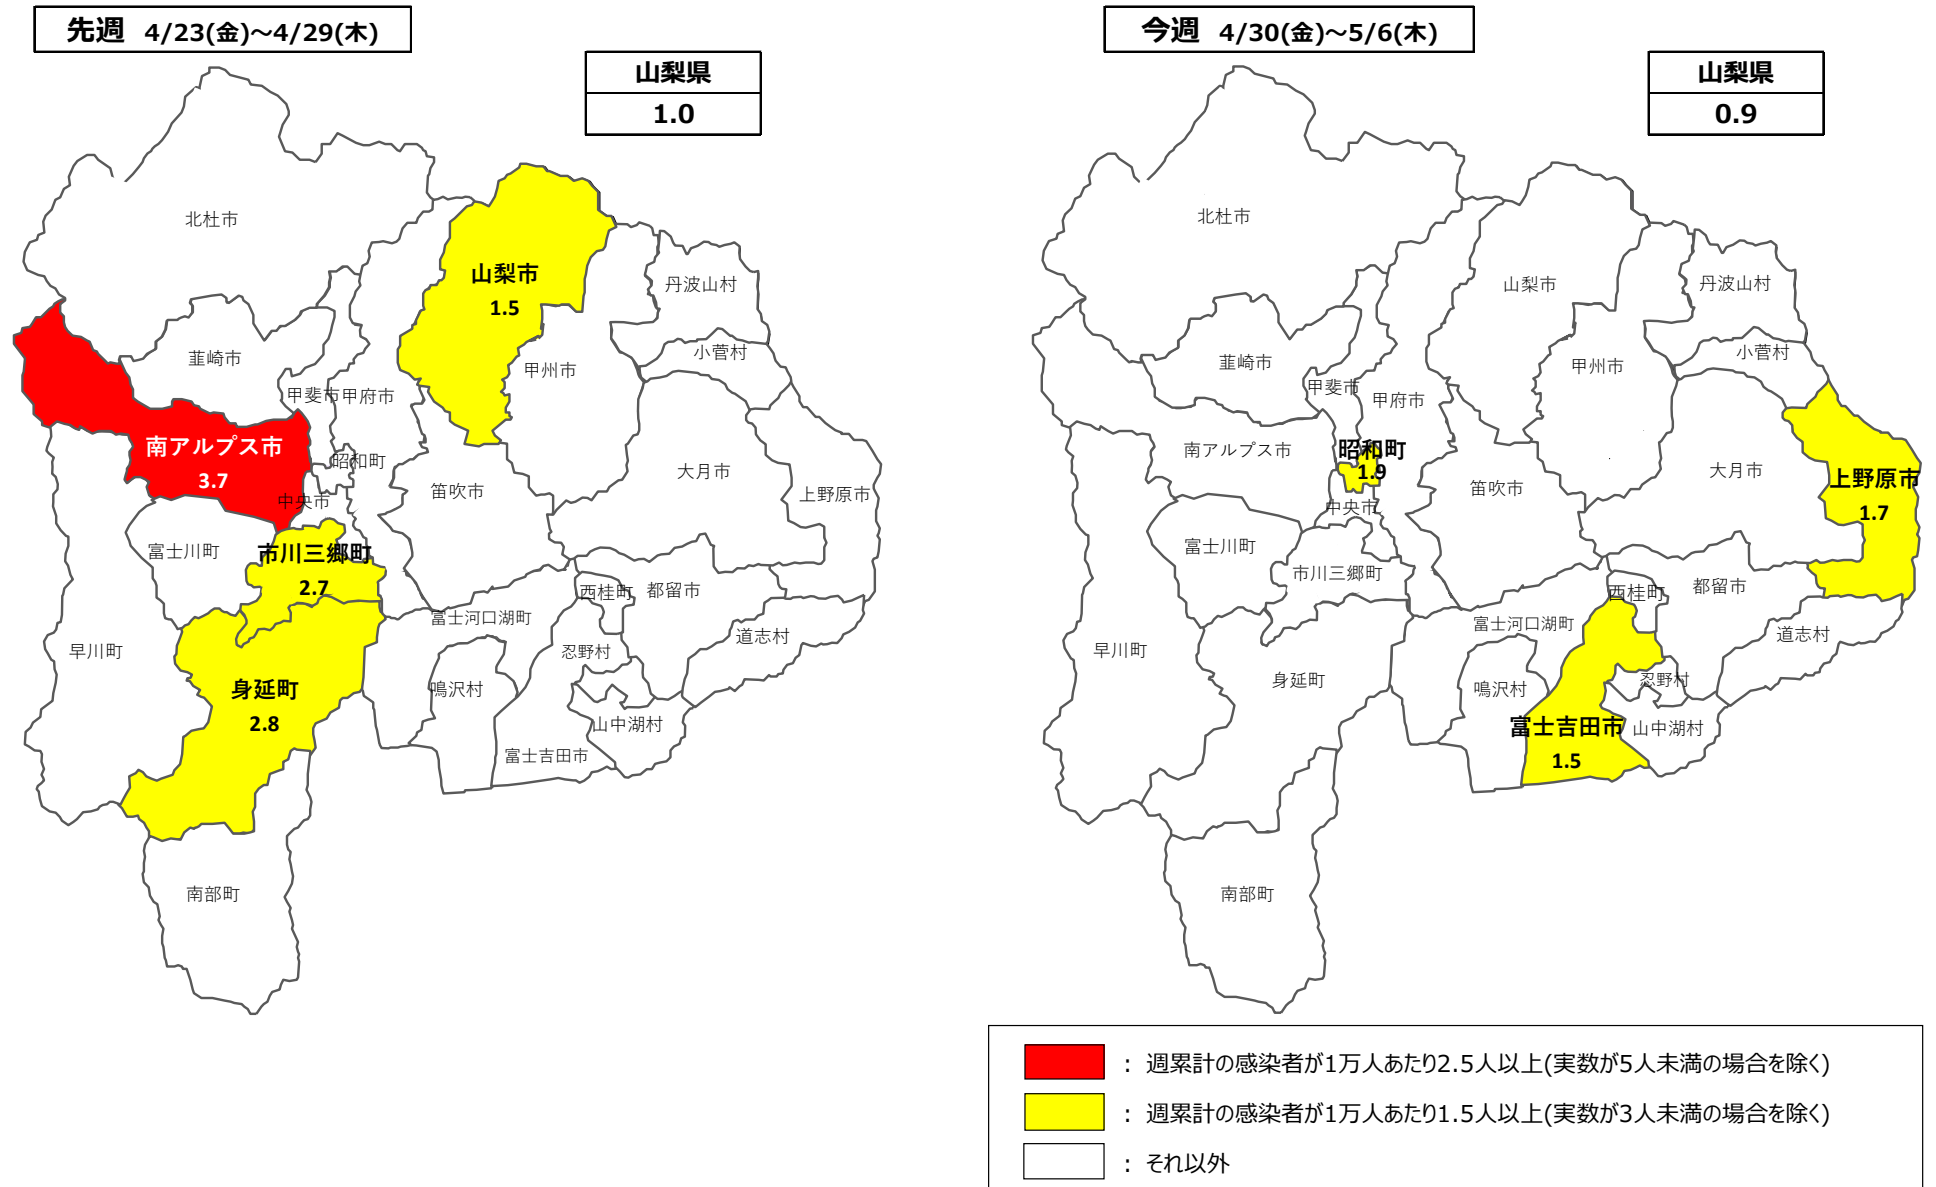 先週 4/23(金)～4/29(木)
山梨県
1.0
北杜市
山梨市
1.5
丹波山村
小菅村
韮崎市
甲州市
甲斐市
甲府市
南アルプス市
3.7
昭和町
大月市
笛吹市
上野原市
中央市
富士川町
市川三郷町
2.7
西桂町
都留市
富士河口湖町
道志村
早川町
忍野村
身延町
2.8
鳴沢村
山中湖村
富士吉田市
南部町
今週 4/30(金)～5/6(木)
山梨県
0.9
北杜市
山梨市
丹波山村
小菅村
韮崎市
甲州市
甲斐市
甲府市
南アルプス市
昭和町
1.9
大月市
上野原市
1.7
笛吹市
中央市
富士川町
市川三郷町
西桂町
都留市
富士河口湖町
道志村
早川町
身延町
鳴沢村
忍野村
富士吉田市
1.5
山中湖村
南部町
：週累計の感染者が1万人あたり2.5人以上(実数が5人未満の場合を除く)
：週累計の感染者が1万人あたり1.5人以上(実数が3人未満の場合を除く)
：それ以外